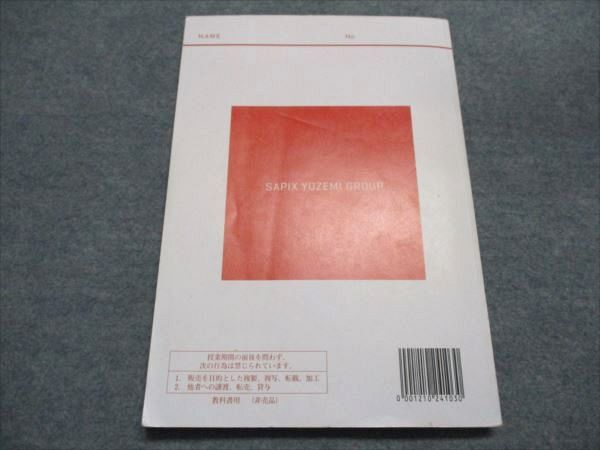 NAME No.
SAPIX YOZEMI GROUP
授業期間の前後を問わず、
次の行為は禁じられています。
1. 販売を目的とした複製、複写、転載、加工
2. 他者への譲渡、転売、貸与
教科書用 (非売品)
0 001210 241030